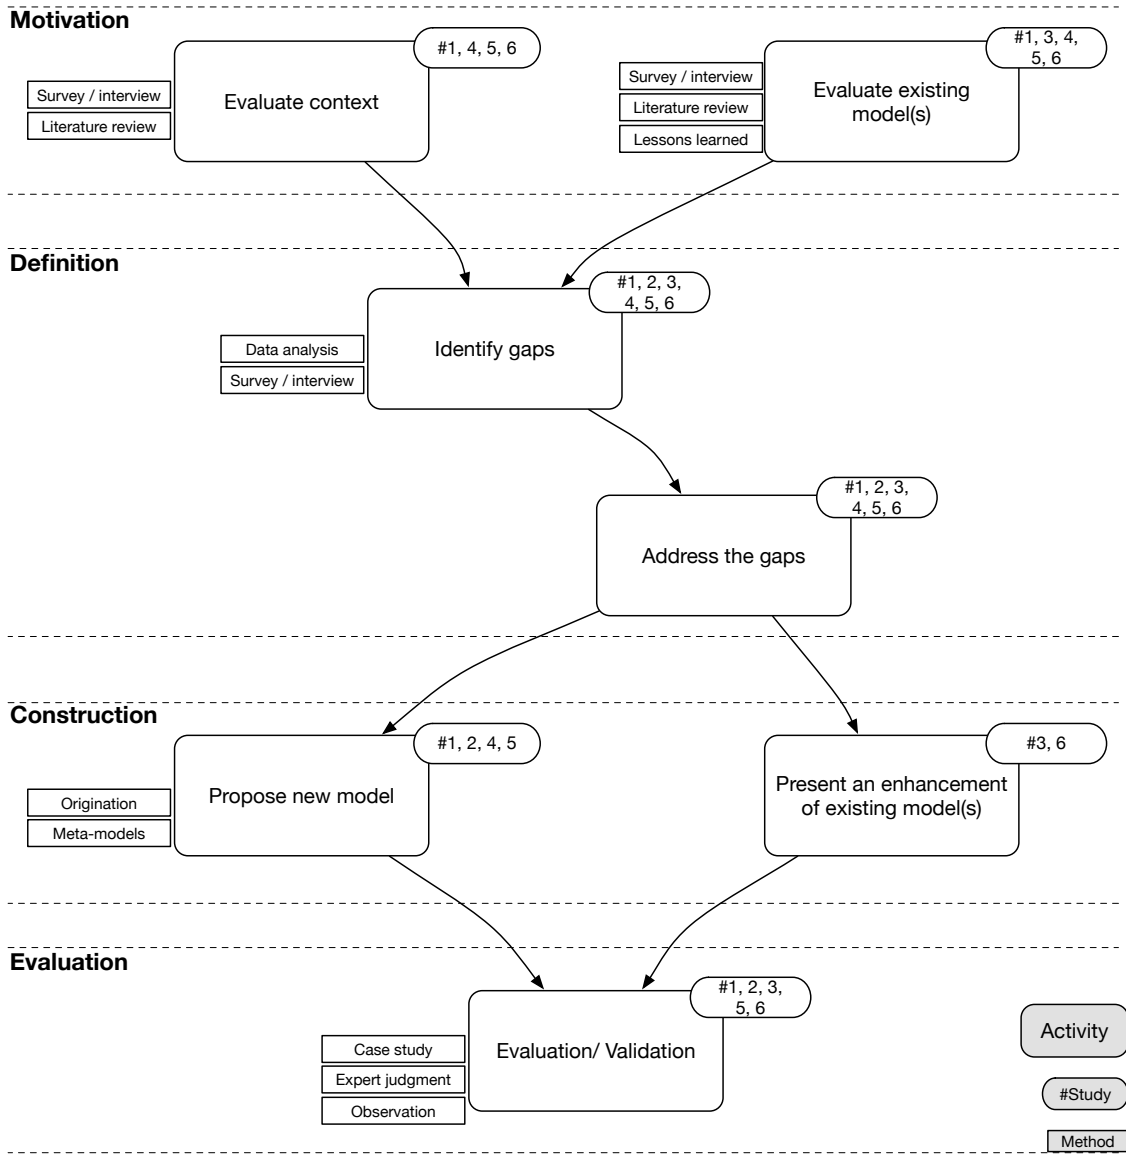 Motivation
#1, 4, 5, 6
Evaluate context
Survey / interview
Literature review
#1, 3, 4,
5, 6
Evaluate existing
model(s)
Survey / interview
Literature review
Lessons learned
Definition
#1, 2, 3,
4, 5, 6
Identify gaps
Data analysis
Survey / interview
#1, 2, 3,
4, 5, 6
Address the gaps
Construction
#1, 2, 4, 5
Propose new model
Origination
Meta-models
#3, 6
Present an enhancement
of existing model(s)
Evaluation
#1, 2, 3,
5, 6
Evaluation/ Validation
Case study
Expert judgment
Observation
Activity
#Study
Method